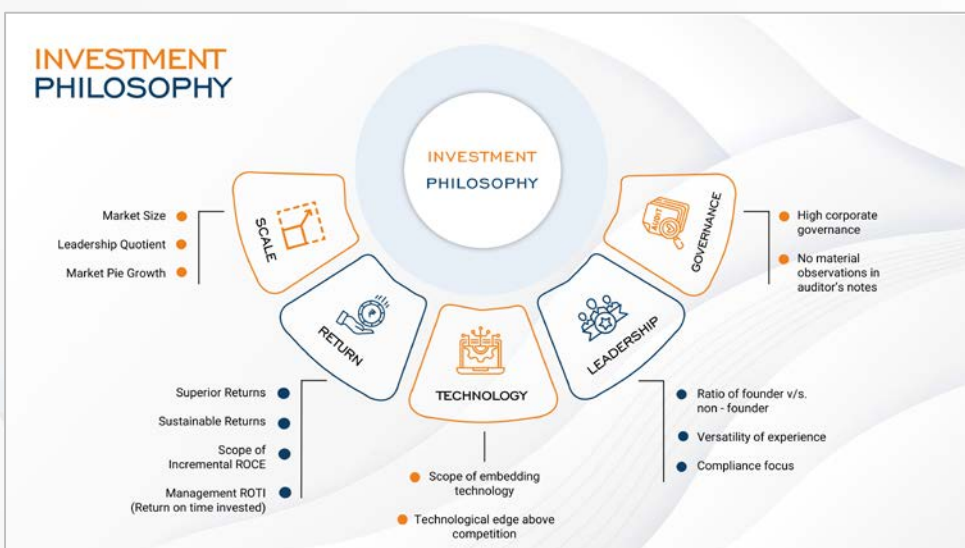 INVESTMENT
PHILOSOPHY
INVESTMENT
PHILOSOPHY
SCALE
Market Size
Leadership Quotient
Market Pie Growth
RETURN
Superior Returns
Sustainable Returns
Scope of
Incremental ROCE
Management ROTI
(Return on time invested)
TECHNOLOGY
Scope of embedding
technology
Technological edge above
competition
LEADERSHIP
Ratio of founder v/s.
non - founder
Versatility of experience
Compliance focus
AUDIT
GOVERNANCE
High corporate
governance
No material
observations in
auditor's notes